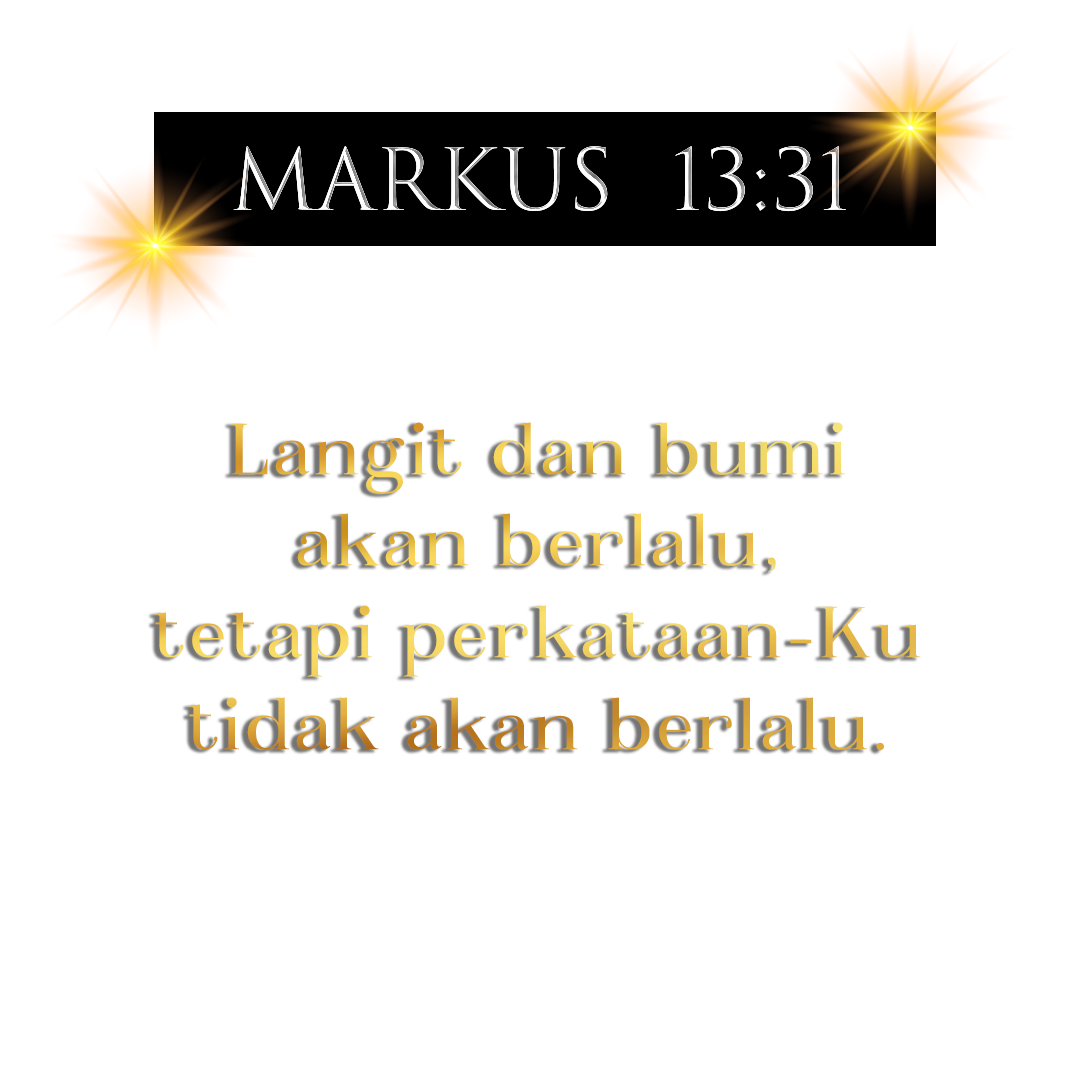 MARKUS 13:31
Langit dan bumi
akan berlalu,
tetapi perkataan-Ku
tidak akan berlalu.